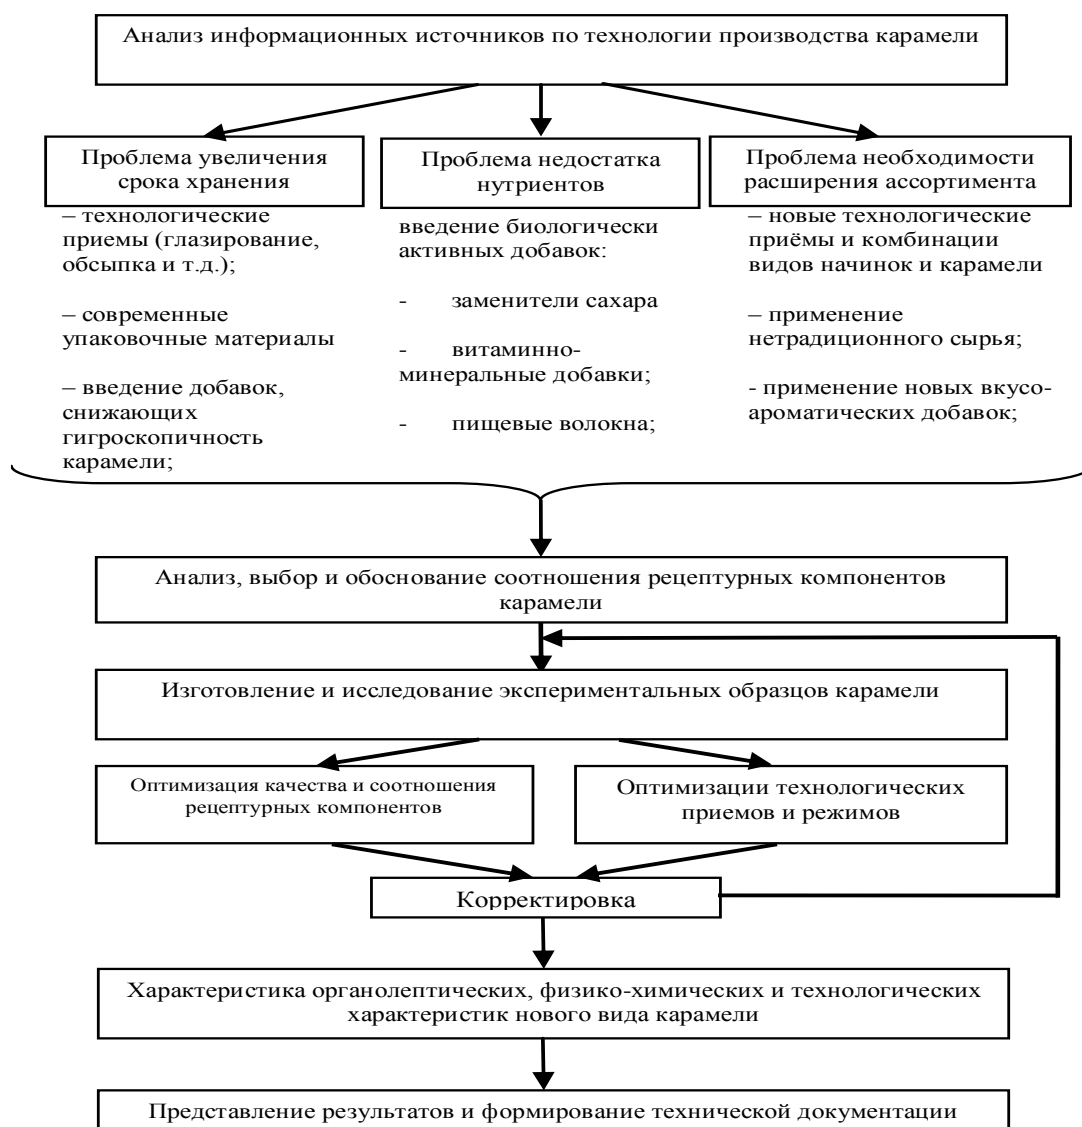 Анализ информационных источников по технологии производства карамели
Проблема увеличения
срока хранения
– технологические
приемы (глазирование,
обсыпка и т.д.);
– современные
упаковочные материалы
– введение добавок,
снижающих
гигроскопичность
карамели;
Проблема недостатка
нутриентов
введение биологически
активных добавок:
- заменители сахара
- витаминно-
минеральные добавки;
- пищевые волокна;
Проблема необходимости
расширения ассортимента
– новые технологические
приёмы и комбинации
видов начинок и карамели
– применение
нетрадиционного сырья;
- применение новых вкусо-
ароматических добавок;
Анализ, выбор и обоснование соотношения рецептурных компонентов
карамели
Изготовление и исследование экспериментальных образцов карамели
Оптимизация качества и соотношения
рецептурных компонентов
Оптимизации технологических
приемов и режимов
Корректировка
Характеристика органолептических, физико-химических и технологических
характеристик нового вида карамели
Представление результатов и формирование технической документации